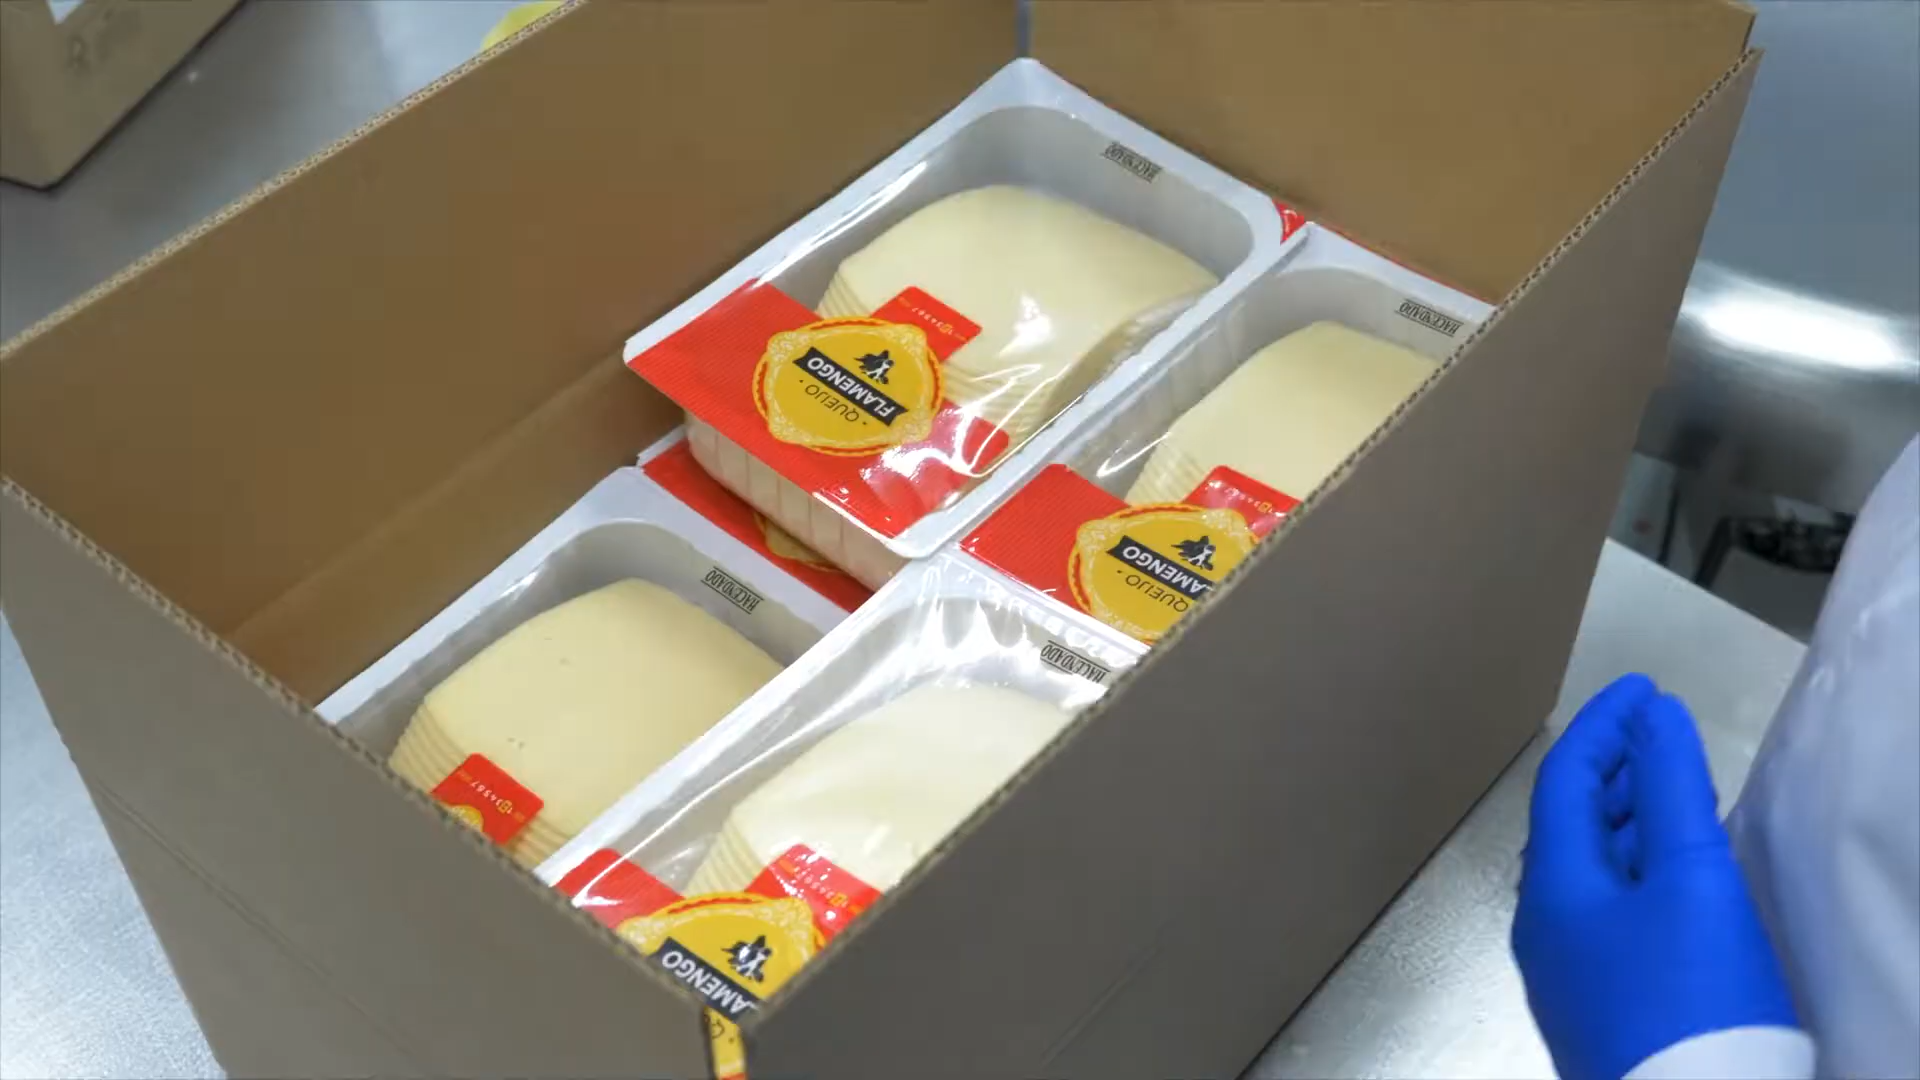 HACENDADO
FLAMENGO
· QUEIJO ·
HACENDADO
FLAMENGO
· QUEIJO
HACENDADO
HACENDADO
FLAMENGO